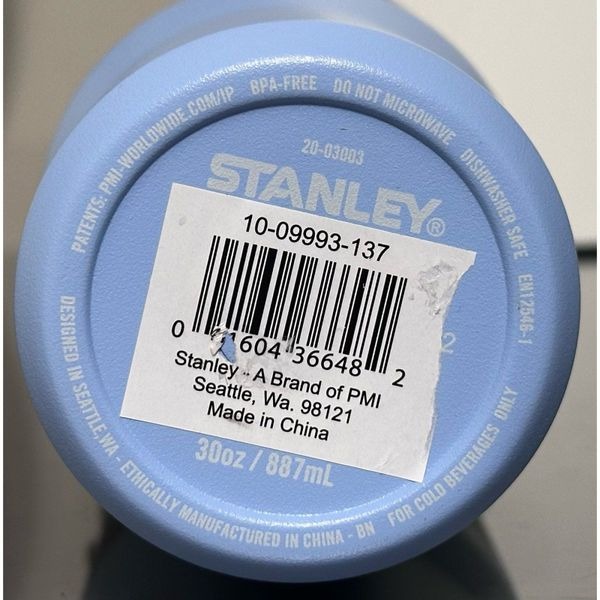 PATENTS: PMI-WORLDWIDE.COM/IP BPA-FREE DO NOT MICROWAVE DISHWASHER SAFE EN12546-1
20-03003
STANLEY®
10-09993-137
0 1604 36648 2
2
Stanley - A Brand of PMI
Seattle, Wa. 98121
Made in China
30oz / 887mL
DESIGNED IN SEATTLE, WA - ETHICALLY MANUFACTURED IN CHINA - BN FOR COLD BEVERAGES ONLY